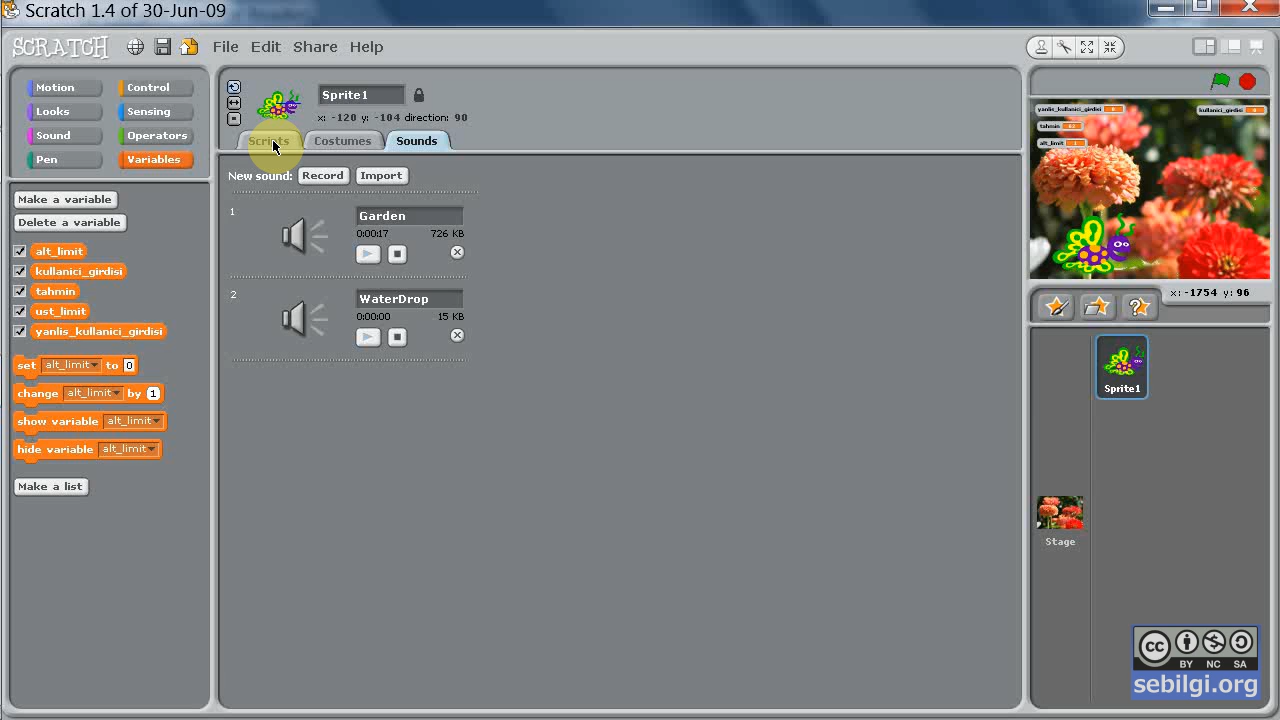 Scratch 1.4 of 30-Jun-09
SCRATCH File Edit Share Help
Motion Control
Looks Sensing
Sound Operators
Pen Variables
Make a variable
Delete a variable
alt_limit
kullanici_girdisi
tahmin
ust_limit
yanlis_kullanici_girdisi
set alt_limit to 0
change alt_limit by 1
show variable alt_limit
hide variable alt_limit
Make a list
Sprite1
x: -120 y: -104 direction: 90
Scripts Costumes Sounds
New sound: Record Import
1
Garden
0:00:17 726 KB
2
WaterDrop
0:00:00 15 KB
yanlis_kullanici_girdisi
kullanici_girdisi
tahmin
alt_limit
x: -1754 y: 96
Sprite1
Stage
cc BY NC SA
sebilgi.org